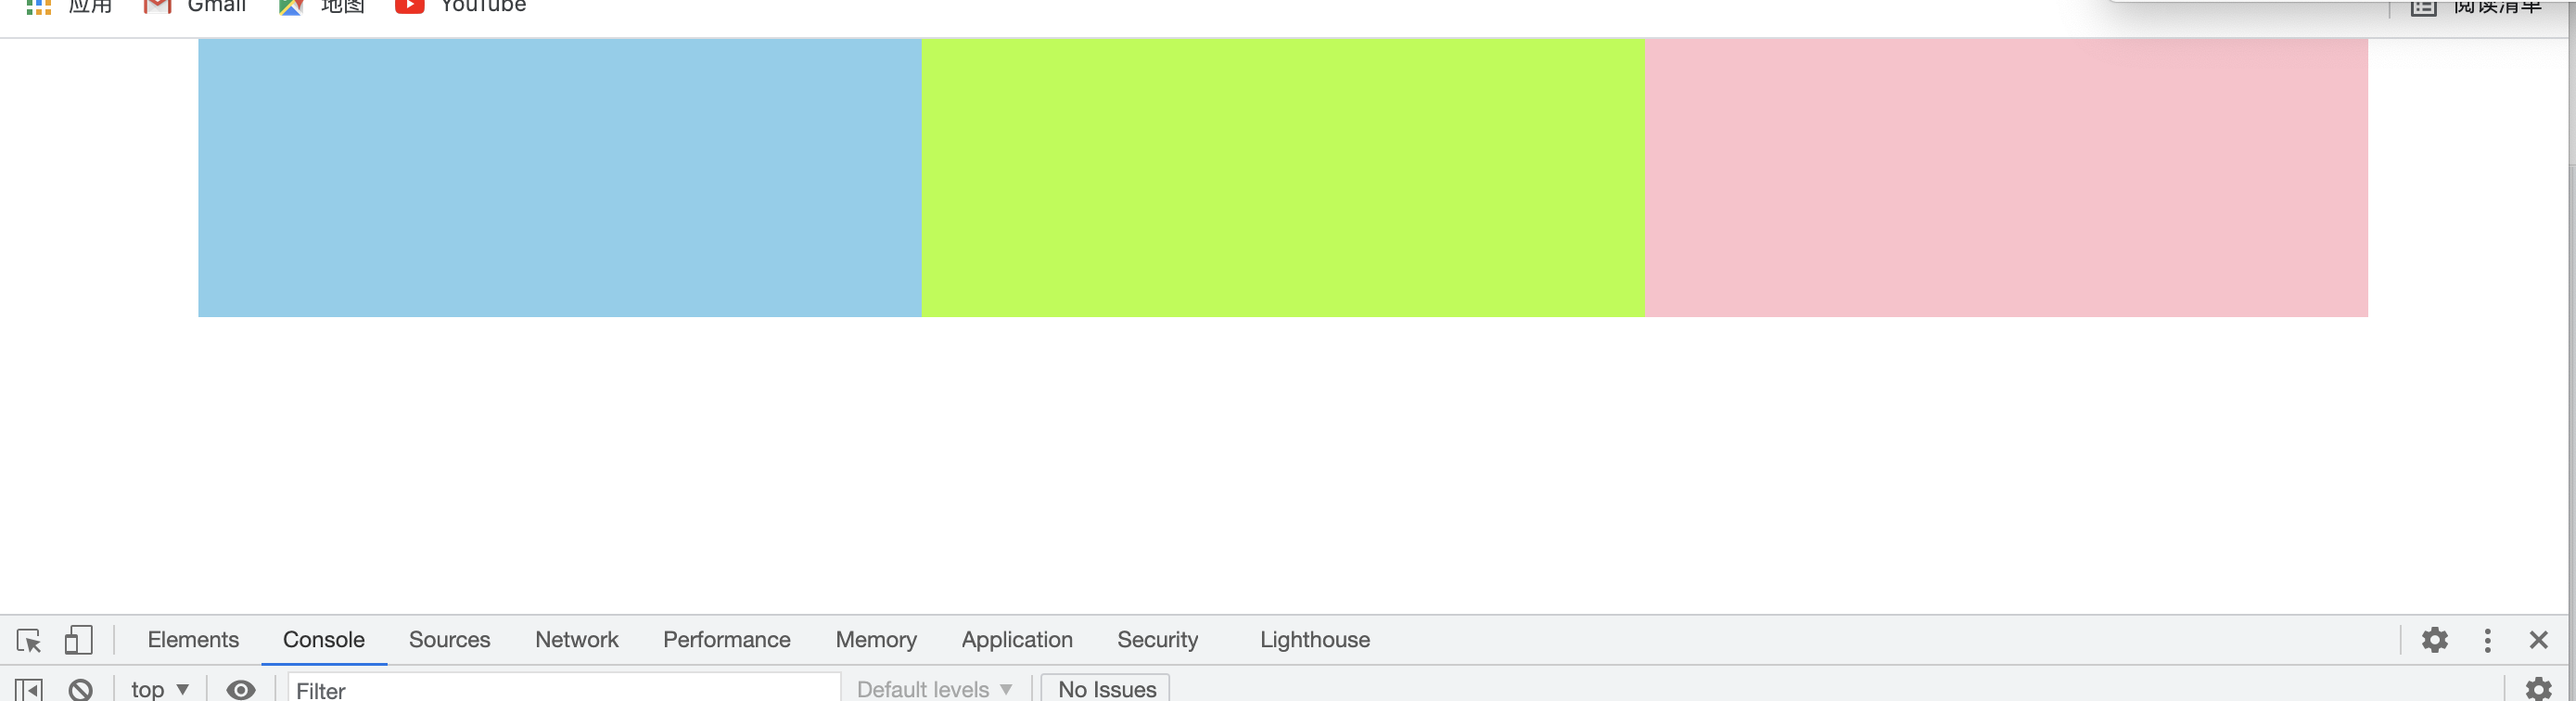 应用 Gmail 地图 YouTube 阅读清单
Elements Console Sources Network Performance Memory Application Security Lighthouse
top Filter Default levels No Issues